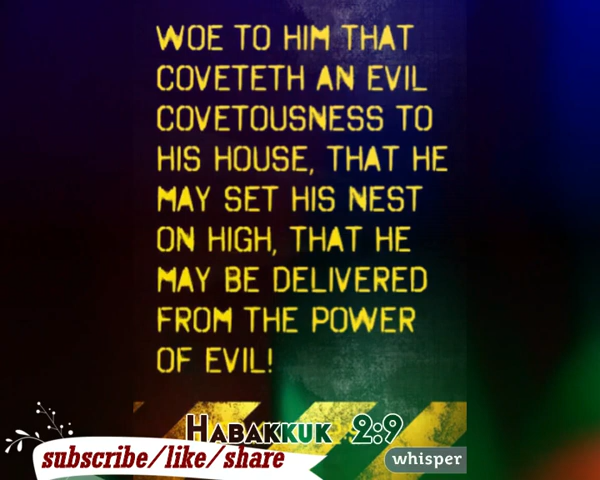 WOE TO HIM THAT
COVETETH AN EVIL
COVETOUSNESS TO
HIS HOUSE, THAT HE
MAY SET HIS NEST
ON HIGH, THAT HE
MAY BE DELIVERED
FROM THE POWER
OF EVIL!
HABAKKUK 2:9
subscribe/like/share
whisper